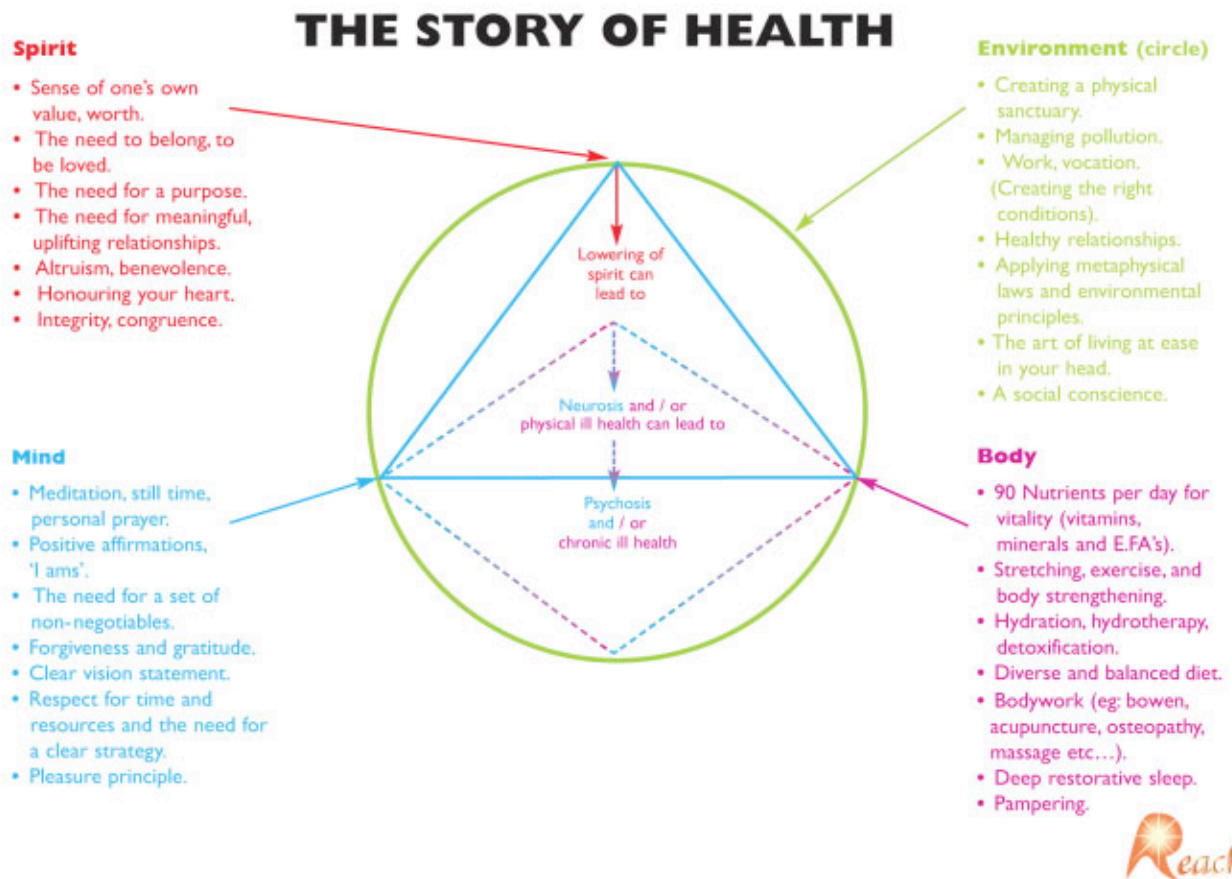 THE STORY OF HEALTH
Spirit
• Sense of one's own
value, worth.
• The need to belong, to
be loved.
• The need for a purpose.
• The need for meaningful,
uplifting relationships.
• Altruism, benevolence.
• Honouring your heart.
• Integrity, congruence.
Environment (circle)
• Creating a physical
sanctuary.
• Managing pollution.
• Work, vocation.
(Creating the right
conditions).
• Healthy relationships.
• Applying metaphysical
laws and environmental
principles.
• The art of living at ease
in your head.
• A social conscience.
Lowering of
spirit can
lead to
Neurosis and / or
physical ill health can lead to
Psychosis
and / or
chronic ill health
Mind
• Meditation, still time,
personal prayer.
• Positive affirmations,
'I ams'.
• The need for a set of
non-negotiables.
• Forgiveness and gratitude.
• Clear vision statement.
• Respect for time and
resources and the need for
a clear strategy.
• Pleasure principle.
Body
• 90 Nutrients per day for
vitality (vitamins,
minerals and E.FA's).
• Stretching, exercise, and
body strengthening.
• Hydration, hydrotherapy,
detoxification.
• Diverse and balanced diet.
• Bodywork (eg: bowen,
acupuncture, osteopathy,
massage etc...).
• Deep restorative sleep.
• Pampering.
Reach